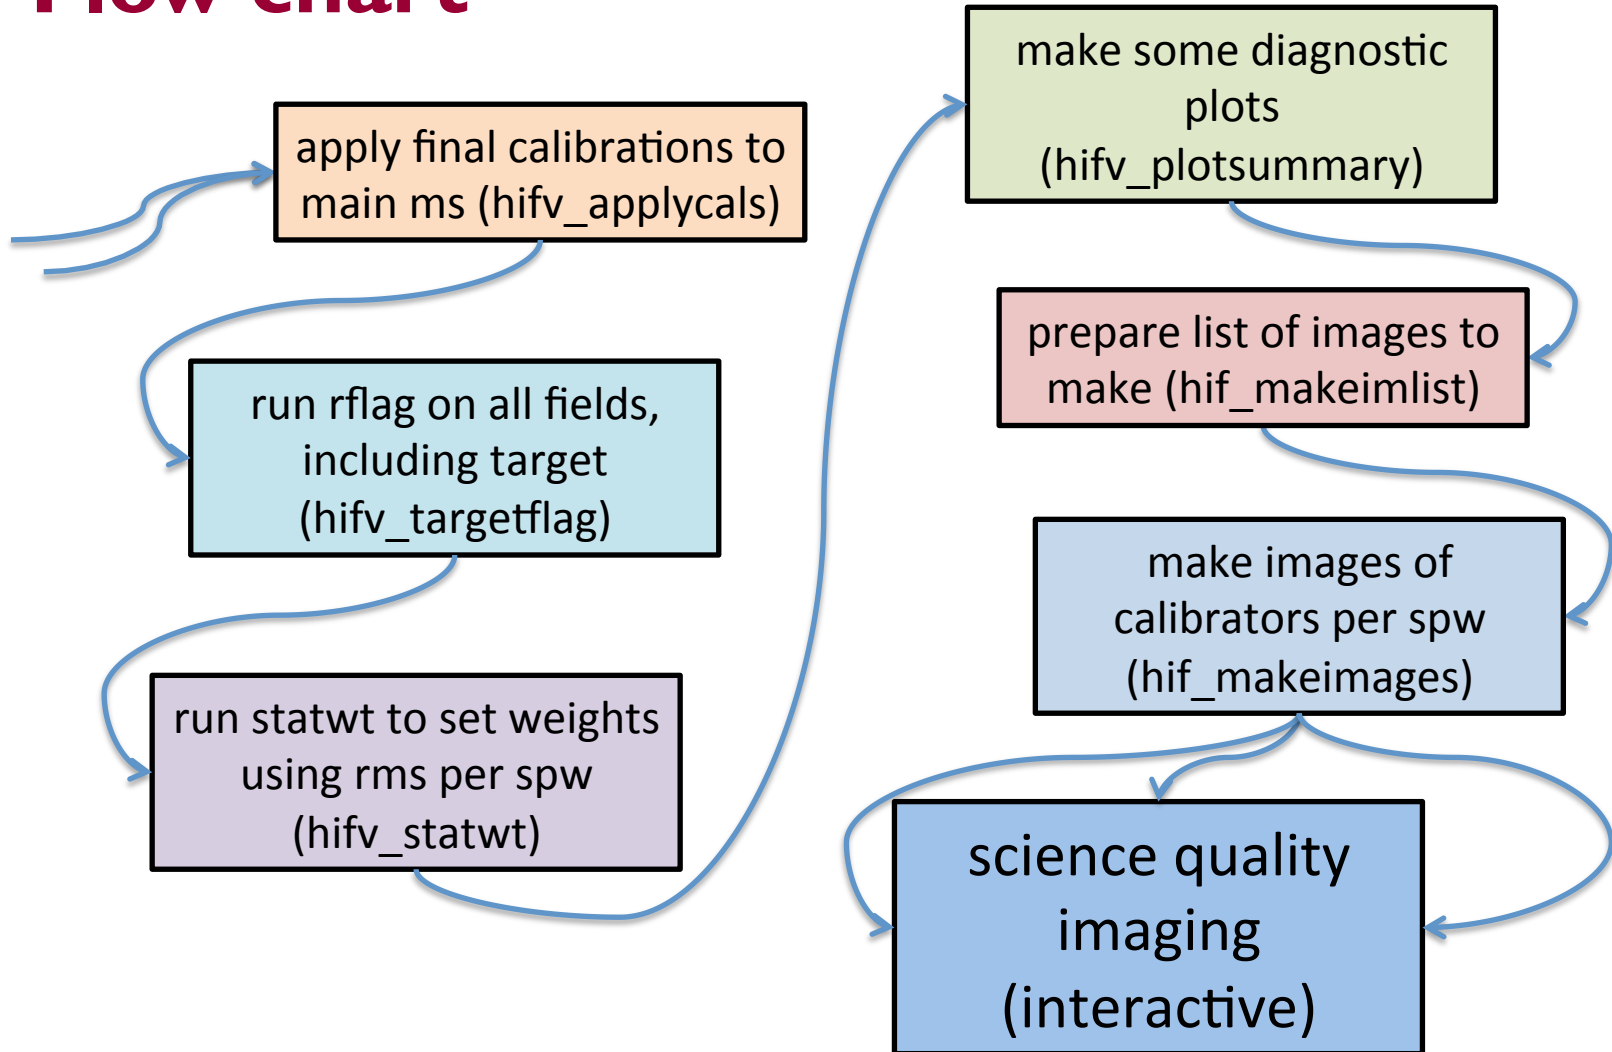 Flow chart
apply final calibrations to
main ms (hifv_applycals)
run rflag on all fields,
including target
(hifv_targetflag)
run statwt to set weights
using rms per spw
(hifv_statwt)
make some diagnostic
plots
(hifv_plotsummary)
prepare list of images to
make (hif_makeimlist)
make images of
calibrators per spw
(hif_makeimages)
science quality
imaging
(interactive)